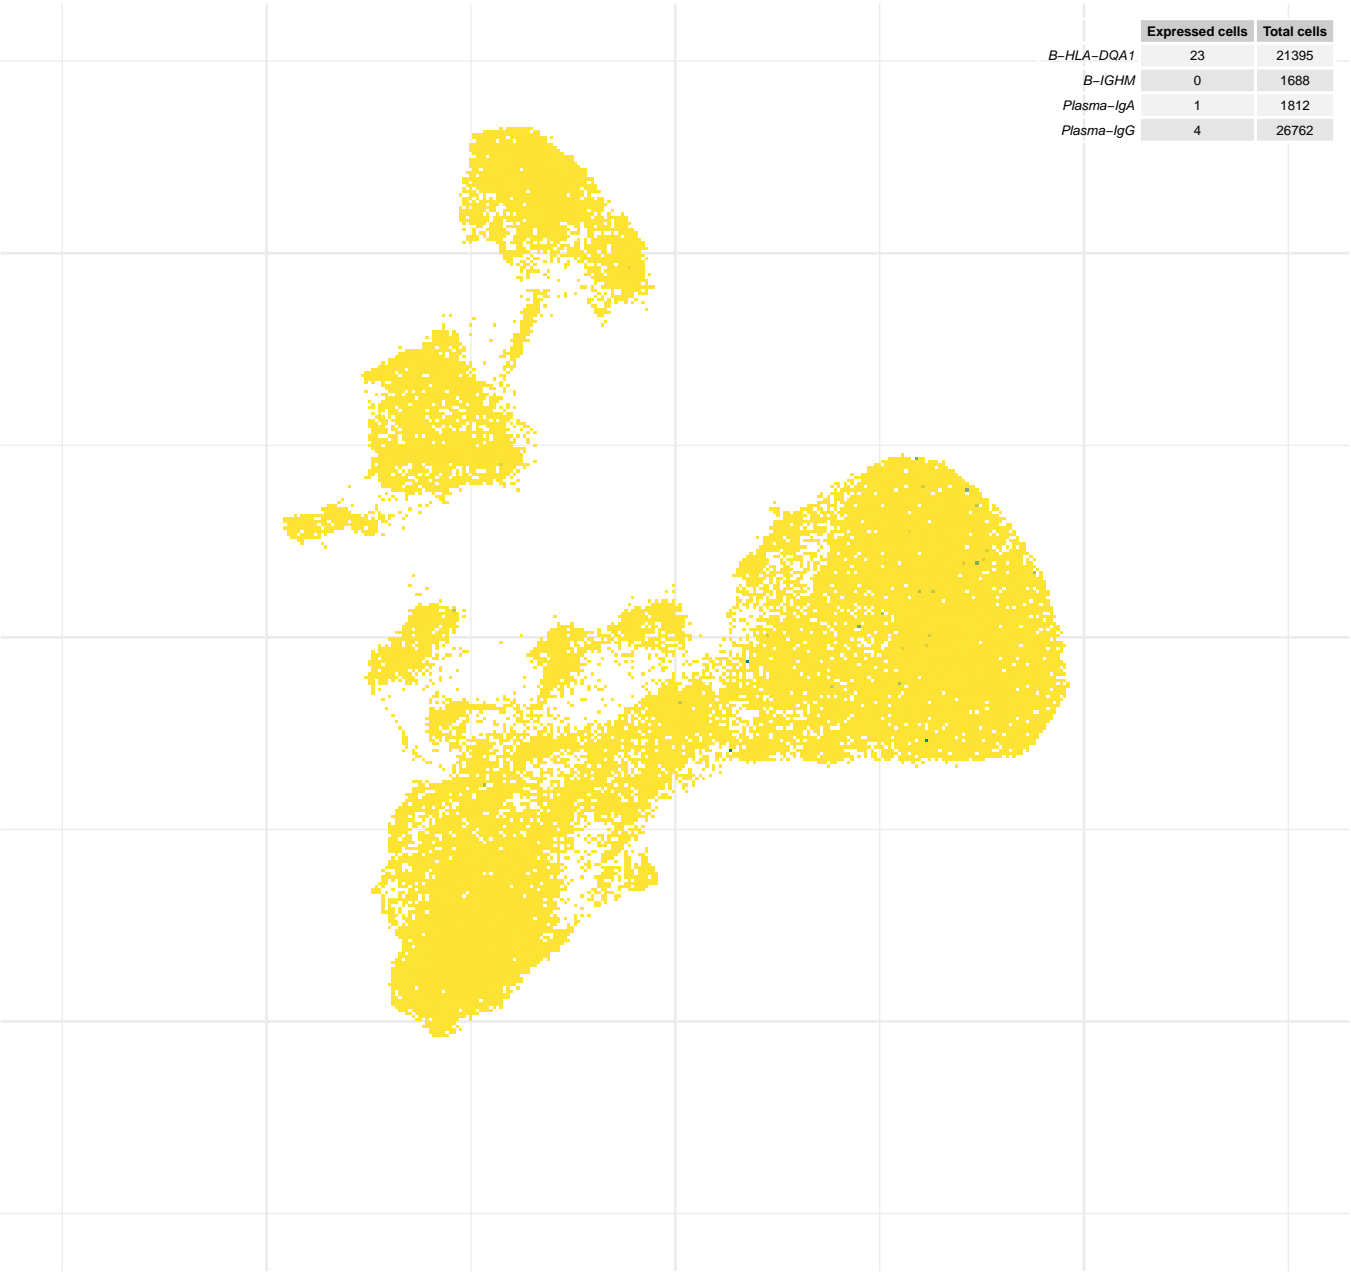 Expressed cells Total cells
B−HLA−DQA1 23 21395
B−IGHM 0 1688
Plasma−IgA 1 1812
Plasma−IgG 4 26762